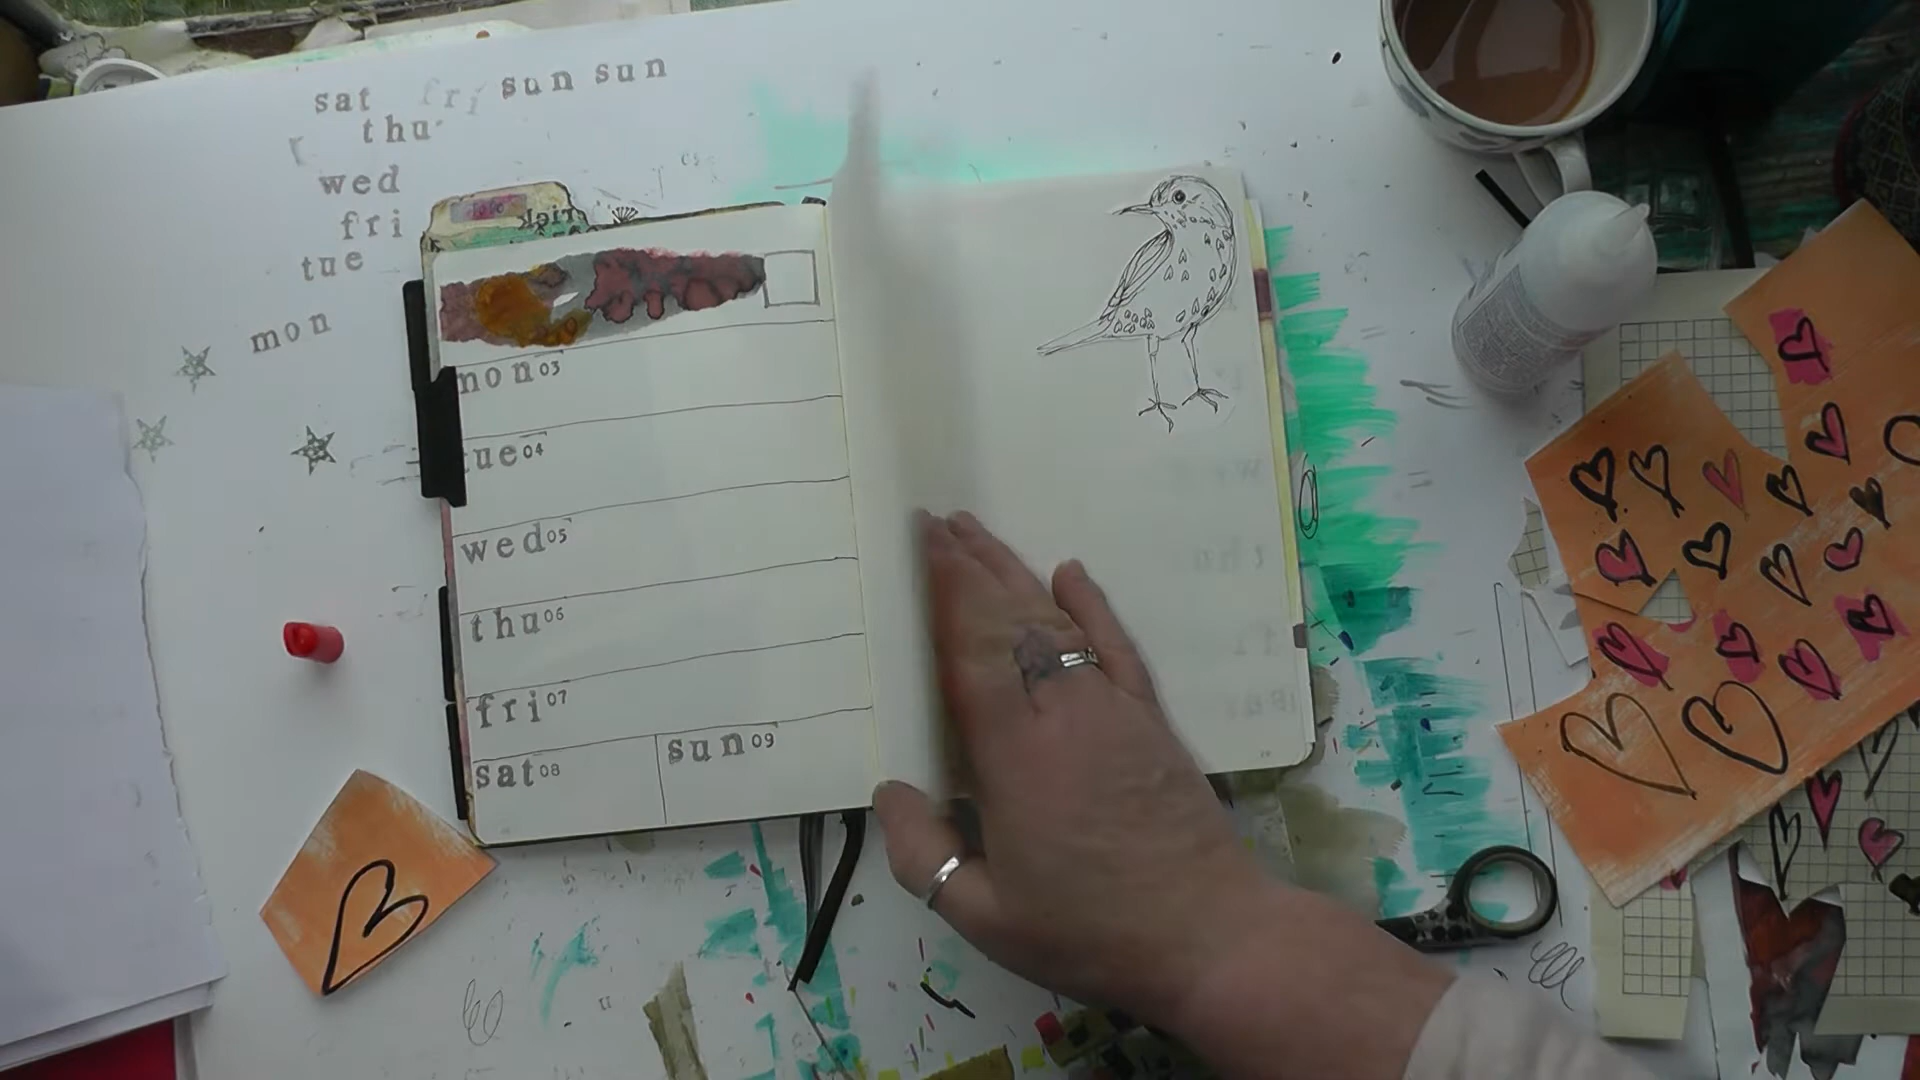 sat fri sun sun
thu
wed
fri
tue
mon
mon 03
tue 04
wed 05
thu 06
fri 07
sat 08
sun 09